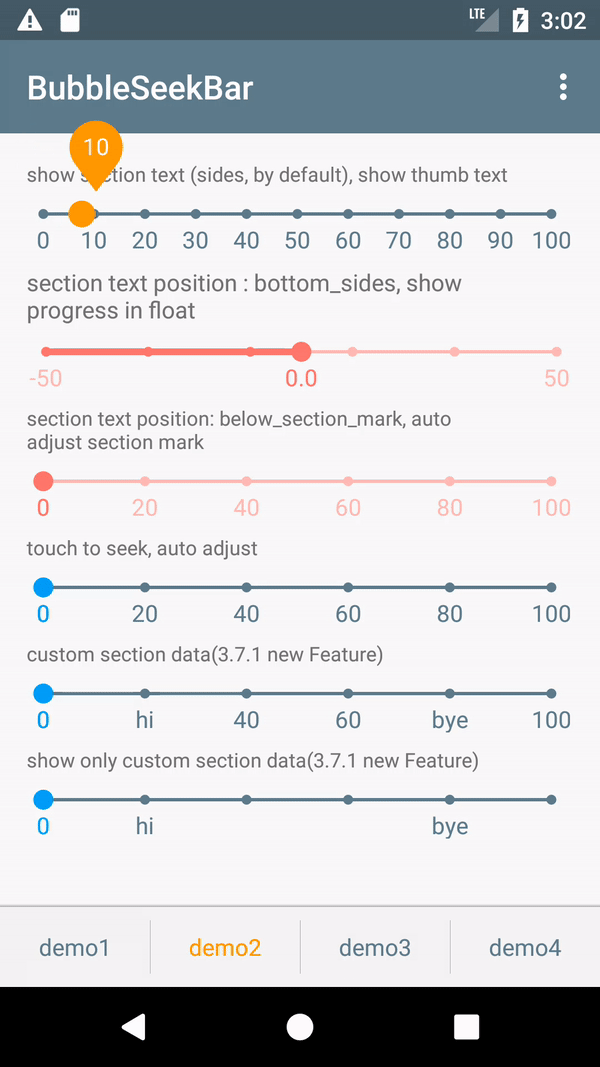 LTE 3:02
BubbleSeekBar
10
show section text (sides, by default), show thumb text
0 10 20 30 40 50 60 70 80 90 100
section text position : bottom_sides, show
progress in float
-50 0.0 50
section text position: below_section_mark, auto
adjust section mark
0 20 40 60 80 100
touch to seek, auto adjust
0 20 40 60 80 100
custom section data(3.7.1 new Feature)
0 hi 40 60 bye 100
show only custom section data(3.7.1 new Feature)
0 hi bye
demo1 demo2 demo3 demo4